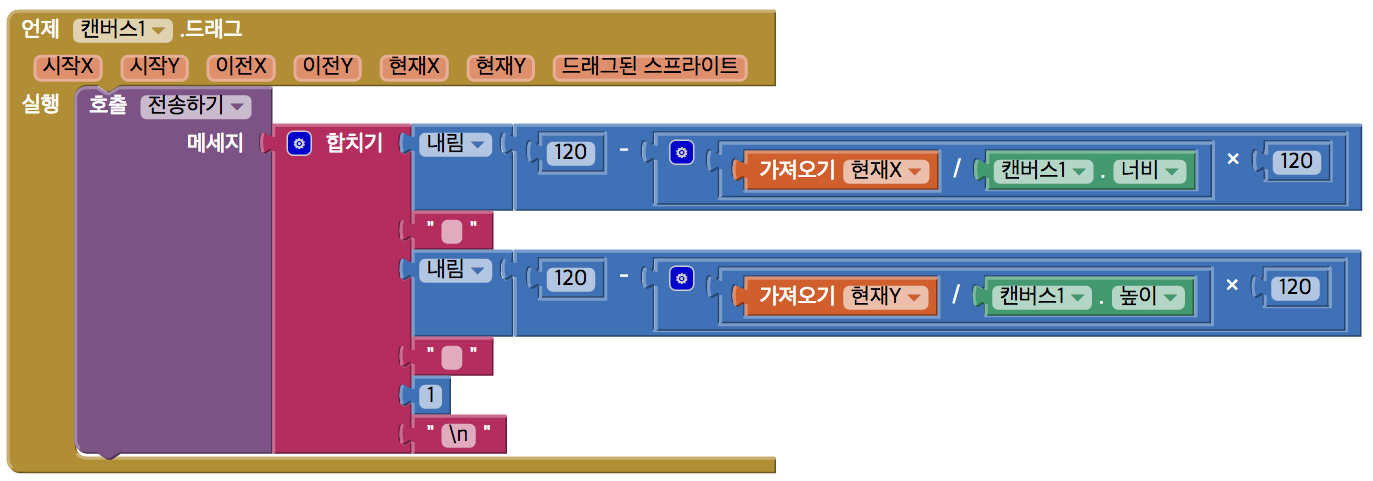 언제 캔버스1 .드래그
시작X 시작Y 이전X 이전Y 현재X 현재Y 드래그된 스프라이트
실행 호출 전송하기
메세지 합치기 내림 120 - 가져오기 현재X / 캔버스1 . 너비 × 120
" "
내림 120 - 가져오기 현재Y / 캔버스1 . 높이 × 120
" "
1
" \n "